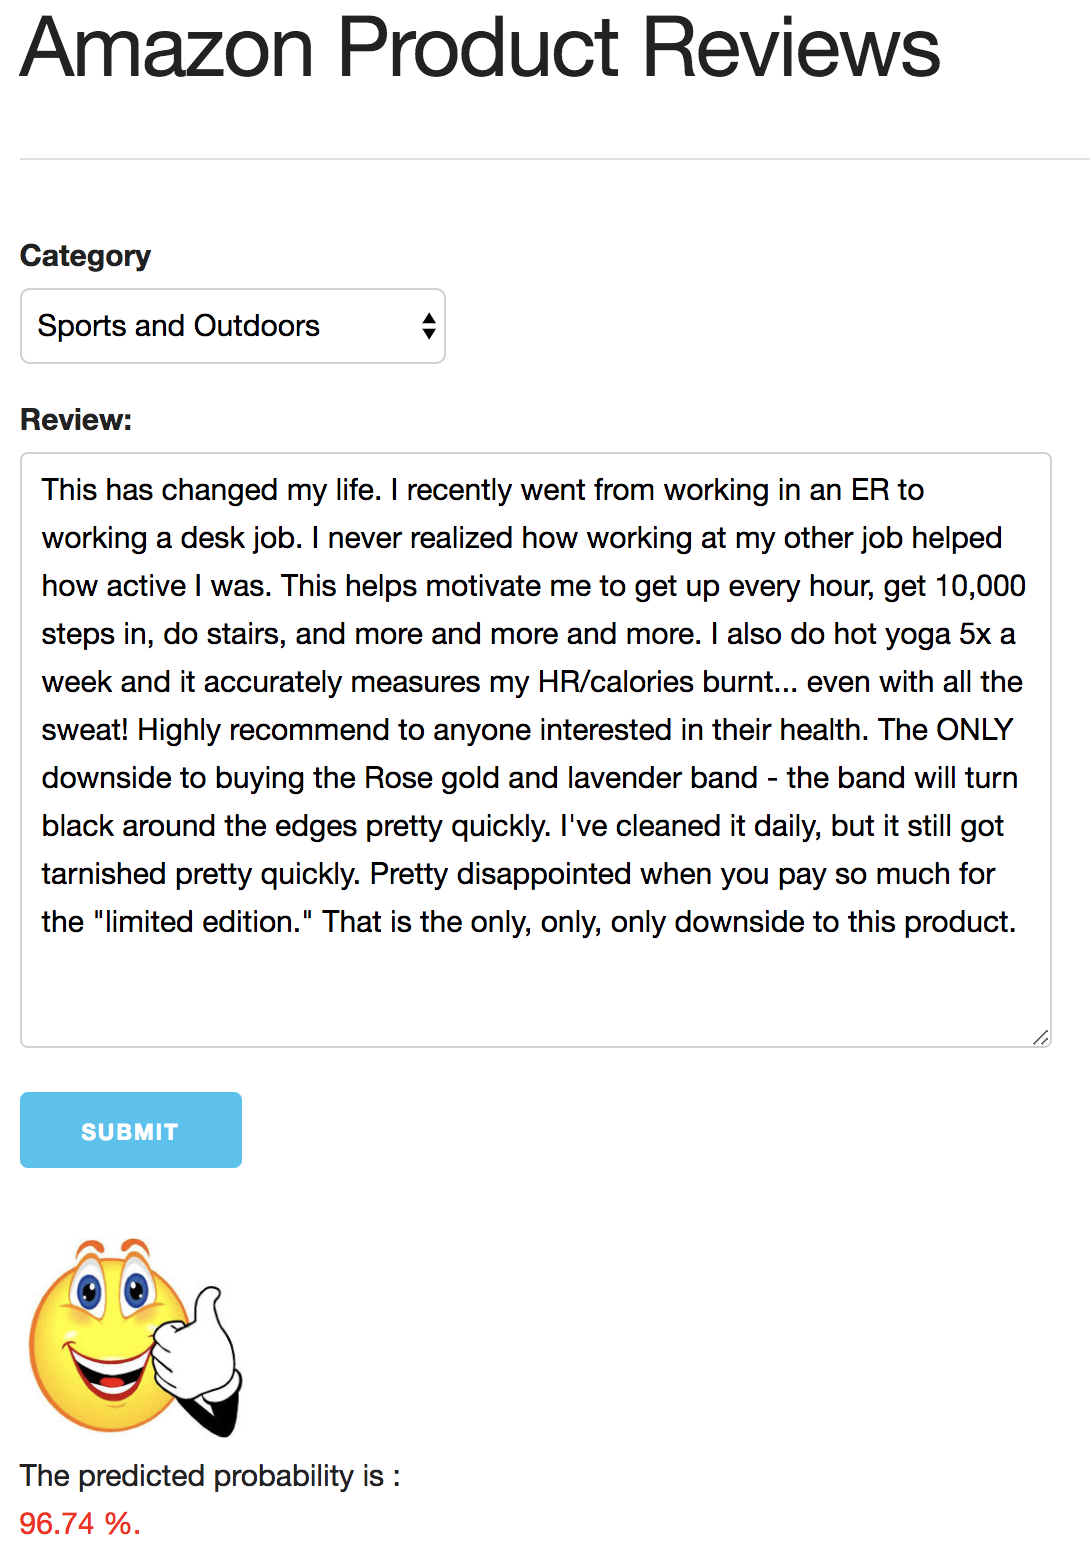 Amazon Product Reviews
Category
Sports and Outdoors
Review:
This has changed my life. I recently went from working in an ER to
working a desk job. I never realized how working at my other job helped
how active I was. This helps motivate me to get up every hour, get 10,000
steps in, do stairs, and more and more and more. I also do hot yoga 5x a
week and it accurately measures my HR/calories burnt... even with all the
sweat! Highly recommend to anyone interested in their health. The ONLY
downside to buying the Rose gold and lavender band - the band will turn
black around the edges pretty quickly. I've cleaned it daily, but it still got
tarnished pretty quickly. Pretty disappointed when you pay so much for
the "limited edition." That is the only, only, only downside to this product.
SUBMIT
The predicted probability is :
96.74 %.